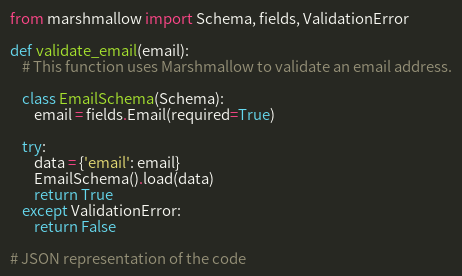 from marshmallow import Schema, fields, ValidationError
def validate_email(email):
# This function uses Marshmallow to validate an email address.
class EmailSchema(Schema):
email = fields.Email(required=True)
try:
data = {'email': email}
EmailSchema().load(data)
return True
except ValidationError:
return False
# JSON representation of the code